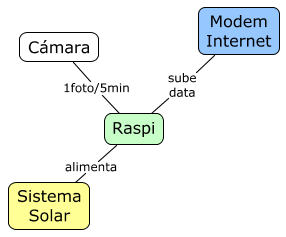 Modem
Internet
Cámara
sube
data
1foto/5min
Raspi
alimenta
Sistema
Solar